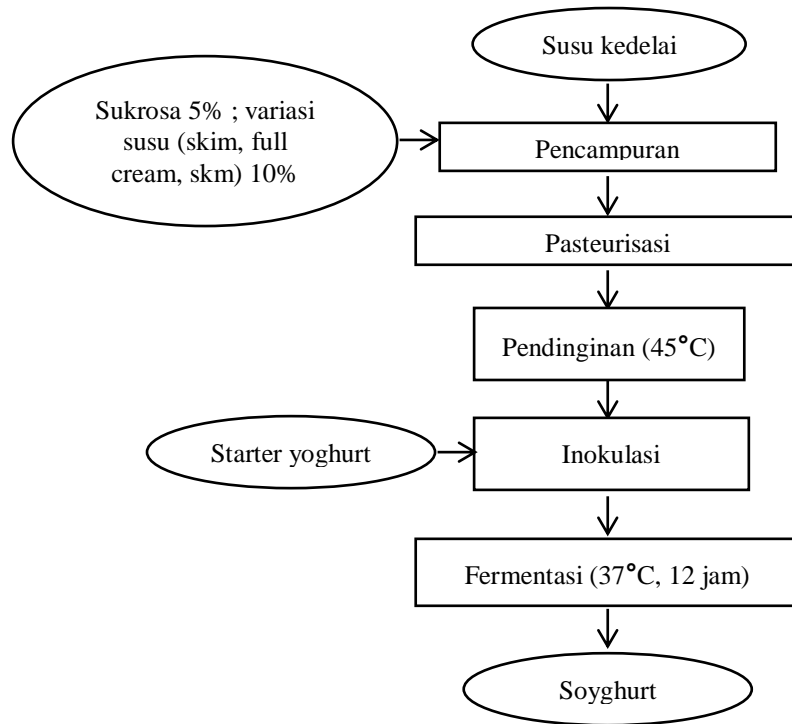 Susu kedelai
Sukrosa 5% ; variasi
susu (skim, full
cream, skm) 10%
Pencampuran
Pasteurisasi
Pendinginan (45°C)
Starter yoghurt
Inokulasi
Fermentasi (37°C, 12 jam)
Soyghurt